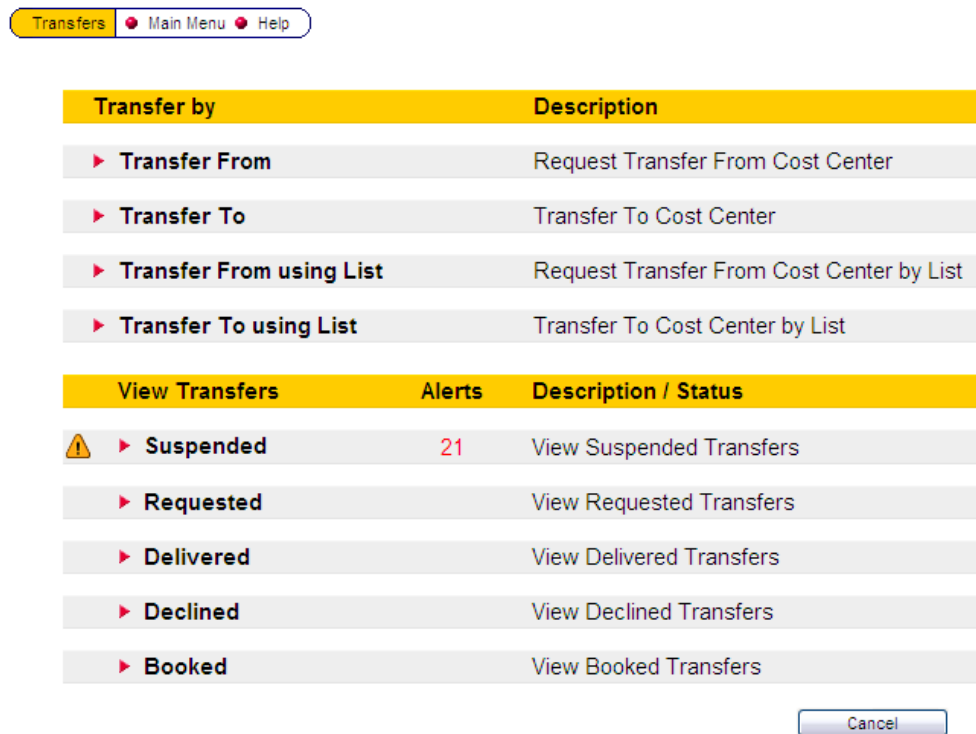 Transfers Main Menu Help
Transfer by Description
Transfer From Request Transfer From Cost Center
Transfer To Transfer To Cost Center
Transfer From using List Request Transfer From Cost Center by List
Transfer To using List Transfer To Cost Center by List
View Transfers Alerts Description / Status
Suspended 21 View Suspended Transfers
Requested View Requested Transfers
Delivered View Delivered Transfers
Declined View Declined Transfers
Booked View Booked Transfers
Cancel